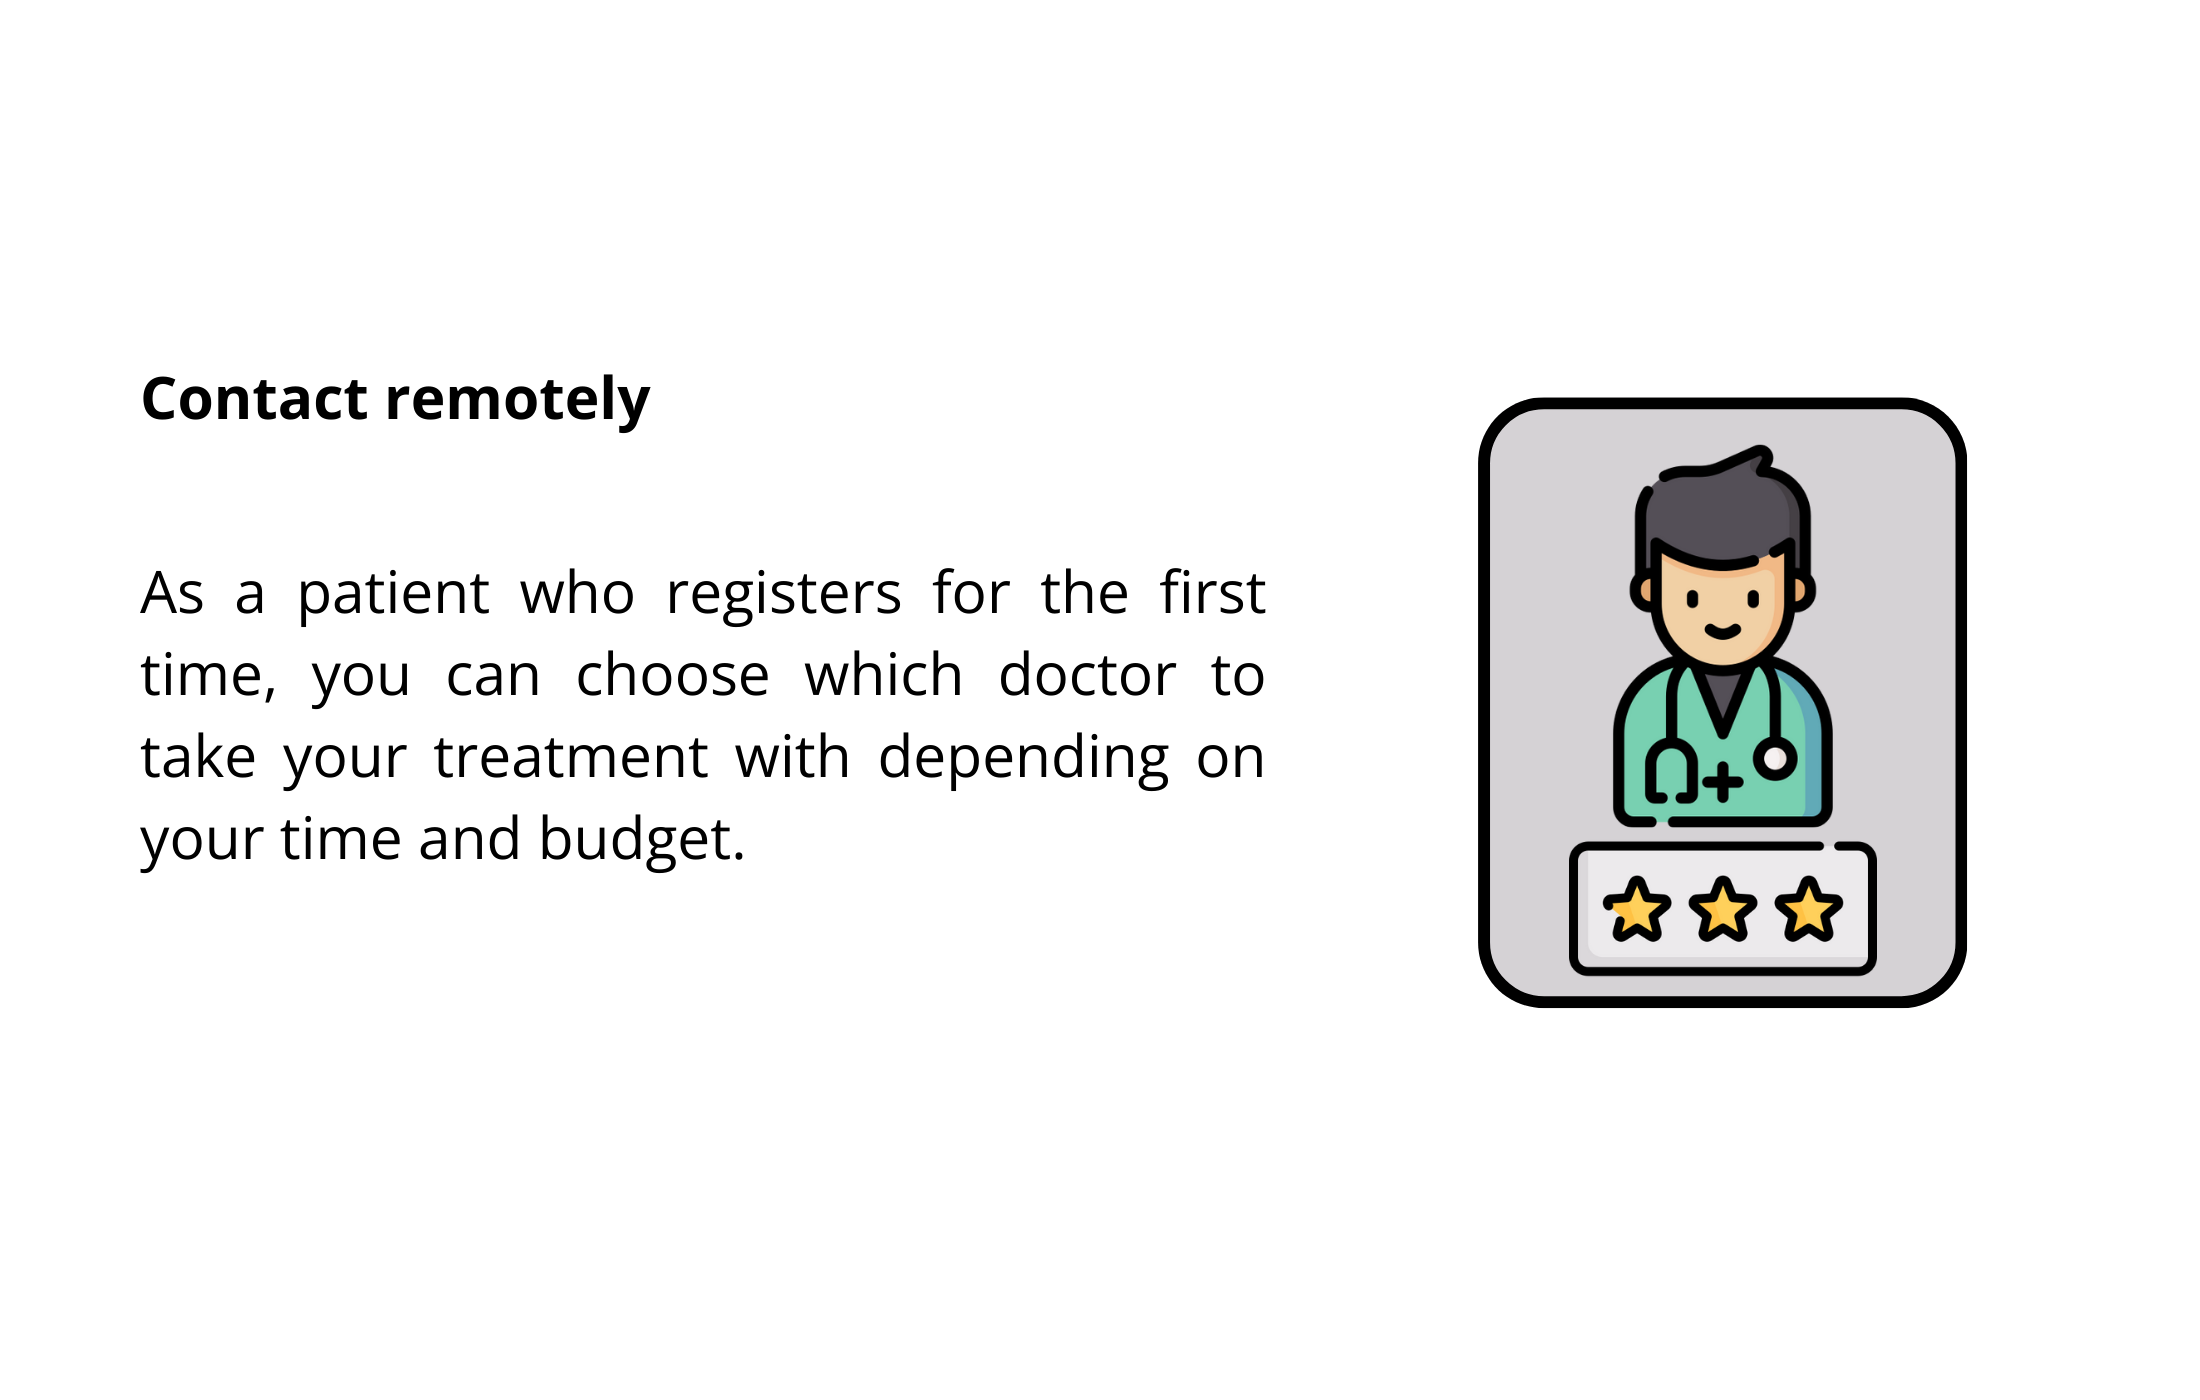 Contact remotely
As a patient who registers for the first
time, you can choose which doctor to
take your treatment with depending on
your time and budget.